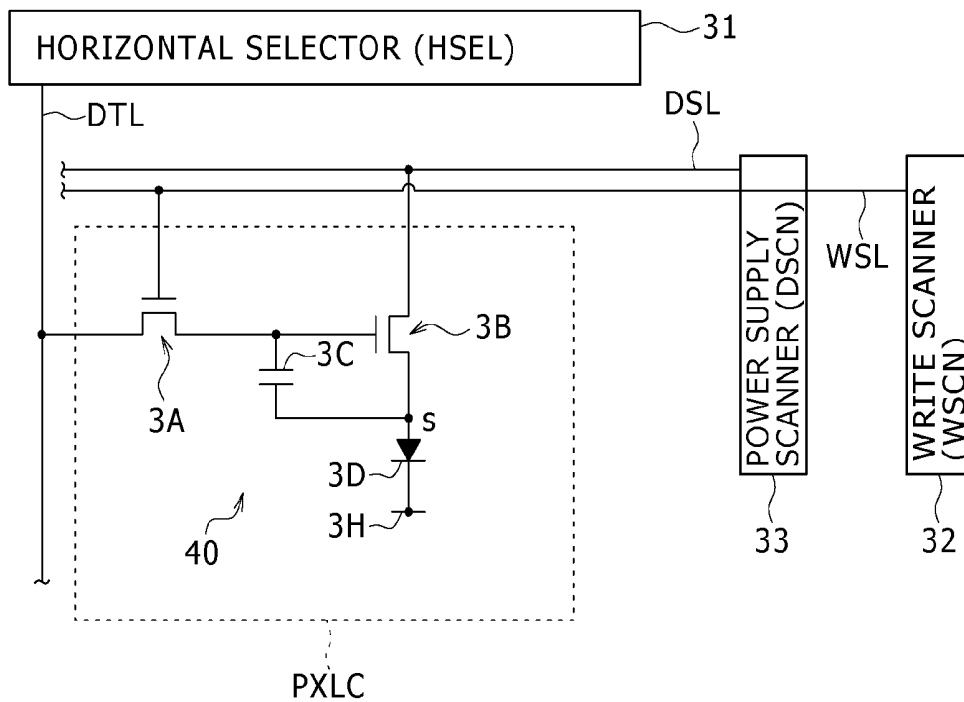 HORIZONTAL SELECTOR (HSEL)
31
DTL
DSL
WSL
POWER SUPPLY
SCANNER (DSCN)
WRITE SCANNER
(WSCN)
3B
3C
3A
S
3D
3H
40
33
32
PXLC